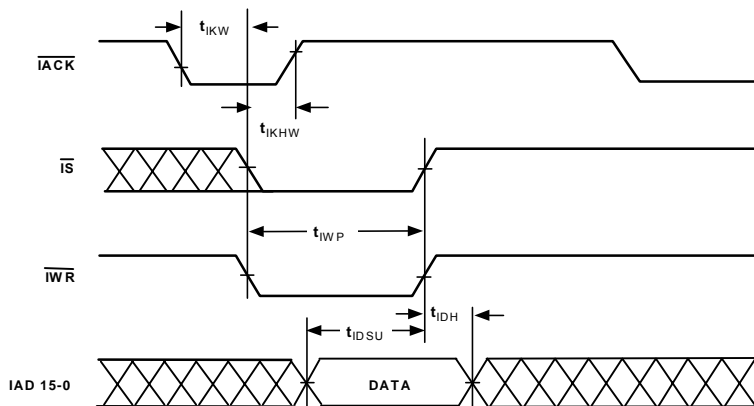 tIKW
IACK
tIKHW
IS
tIWP
IWR
tIDH
tIDSU
IAD 15-0
DATA